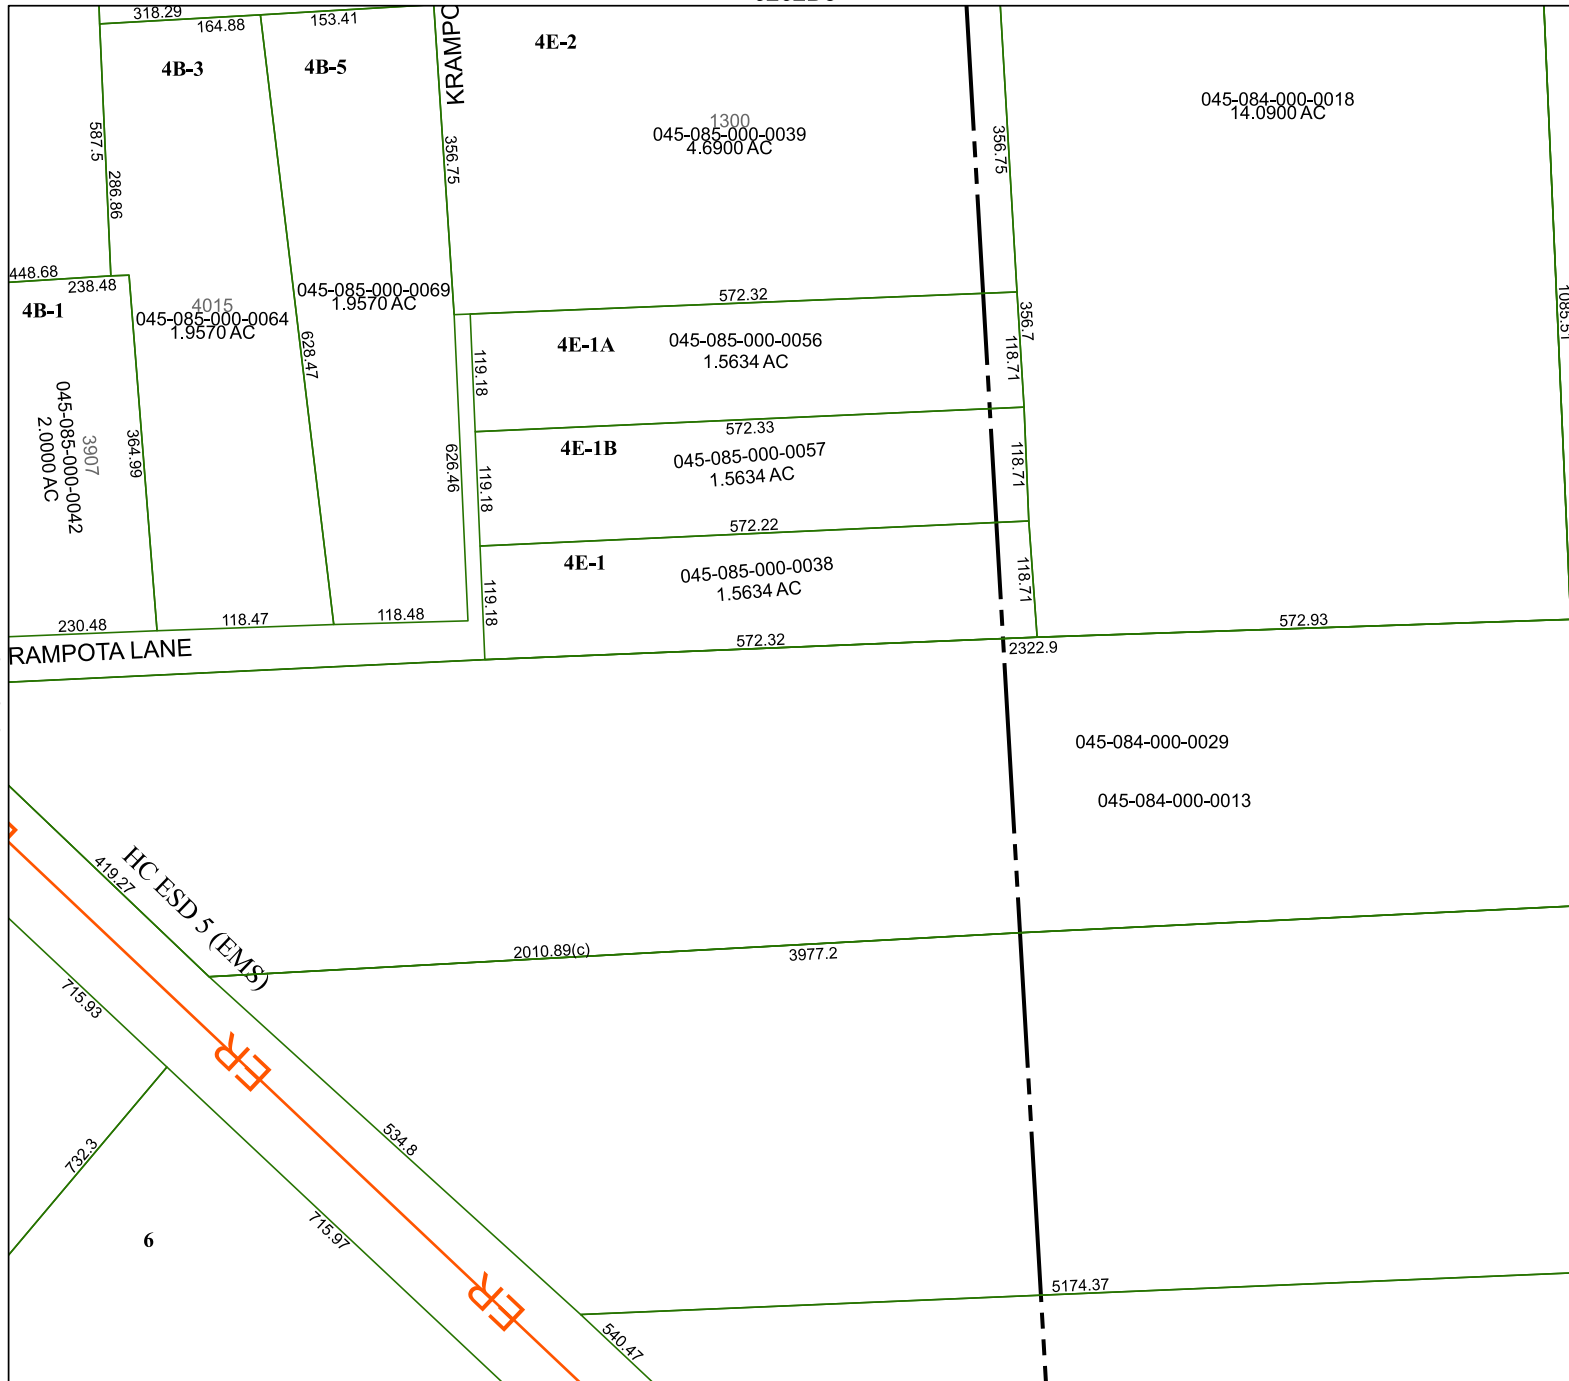 318.29
164.88
153.41
4B-3
4B-5
KRAMPO
4E-2
1300
045-085-000-0039
4.6900 AC
045-084-000-0018
14.0900 AC
587.5
286.86
356.75
356.75
448.68
238.48
4B-1
4015
045-085-000-0064
1.9570 AC
045-085-000-0069
1.9570 AC
628.47
572.32
356.7
1085.51
4E-1A
045-085-000-0056
1.5634 AC
119.18
118.71
3907
045-085-000-0042
2.0000 AC
364.99
626.46
572.33
4E-1B
045-085-000-0057
1.5634 AC
119.18
118.71
572.22
4E-1
045-085-000-0038
1.5634 AC
119.18
118.71
230.48
118.47
118.48
572.32
572.93
RAMPOTA LANE
2322.9
045-084-000-0029
045-084-000-0013
419.27
HC ESD 5 (EMS)
2010.89(c)
3977.2
715.93
ER
534.8
732.3
715.97
6
ER
5174.37
540.47